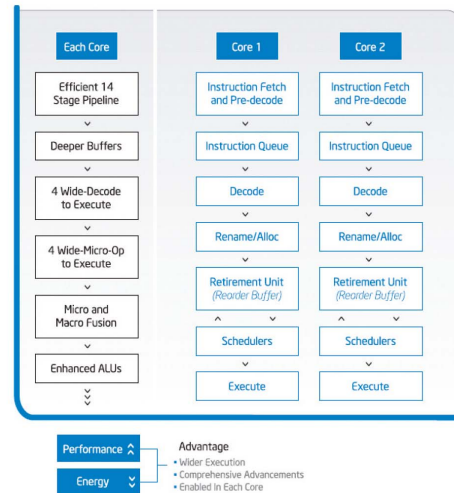 Each Core
Efficient 14
Stage Pipeline
Deeper Buffers
4 Wide-Decode
to Execute
4 Wide-Micro-Op
to Execute
Micro and
Macro Fusion
Enhanced ALUs
Core 1
Instruction Fetch
and Pre-decode
Instruction Queue
Decode
Rename/Alloc
Retirement Unit
(Reorder Buffer)
Schedulers
Execute
Core 2
Instruction Fetch
and Pre-decode
Instruction Queue
Decode
Rename/Alloc
Retirement Unit
(Reorder Buffer)
Schedulers
Execute
Performance
Energy
Advantage
• Wider Execution
• Comprehensive Advancements
• Enabled In Each Core